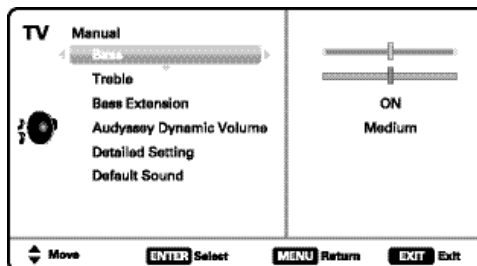 TV
Manual
Bass
Treble
Bass Extension ON
Audyssey Dynamic Volume Medium
Detailed Setting
Default Sound
Move ENTER Select MENU Return EXIT Exit